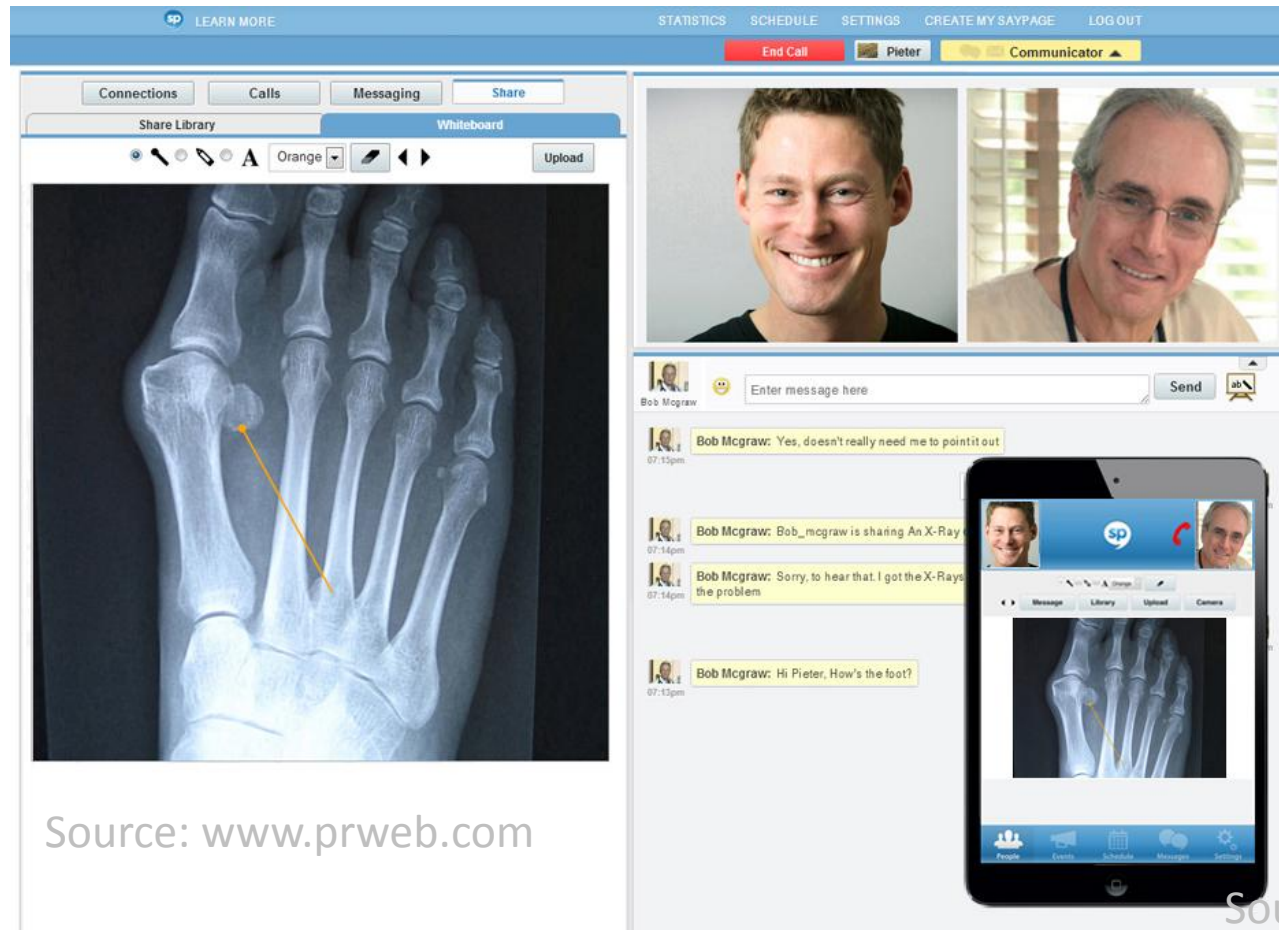 sp LEARN MORE
STATISTICS SCHEDULE SETTINGS CREATE MY SAYPAGE LOG OUT
End Call Pieter Communicator
Connections Calls Messaging Share
Share Library Whiteboard
A Orange Upload
Enter message here Send ab
Bob Mcgraw
Bob Mcgraw: Yes, doesn't really need me to point it out
07:15pm
Bob Mcgraw: Bob_mcgraw is sharing An X-Ray
07:14pm
Bob Mcgraw: Sorry, to hear that. I got the X-Rays
the problem
07:14pm
Bob Mcgraw: Hi Pieter, How's the foot?
07:13pm
sp
A Orange
Message Library Upload Camera
People Events Schedule Messages Settings
Source: www.prweb.com
Sou